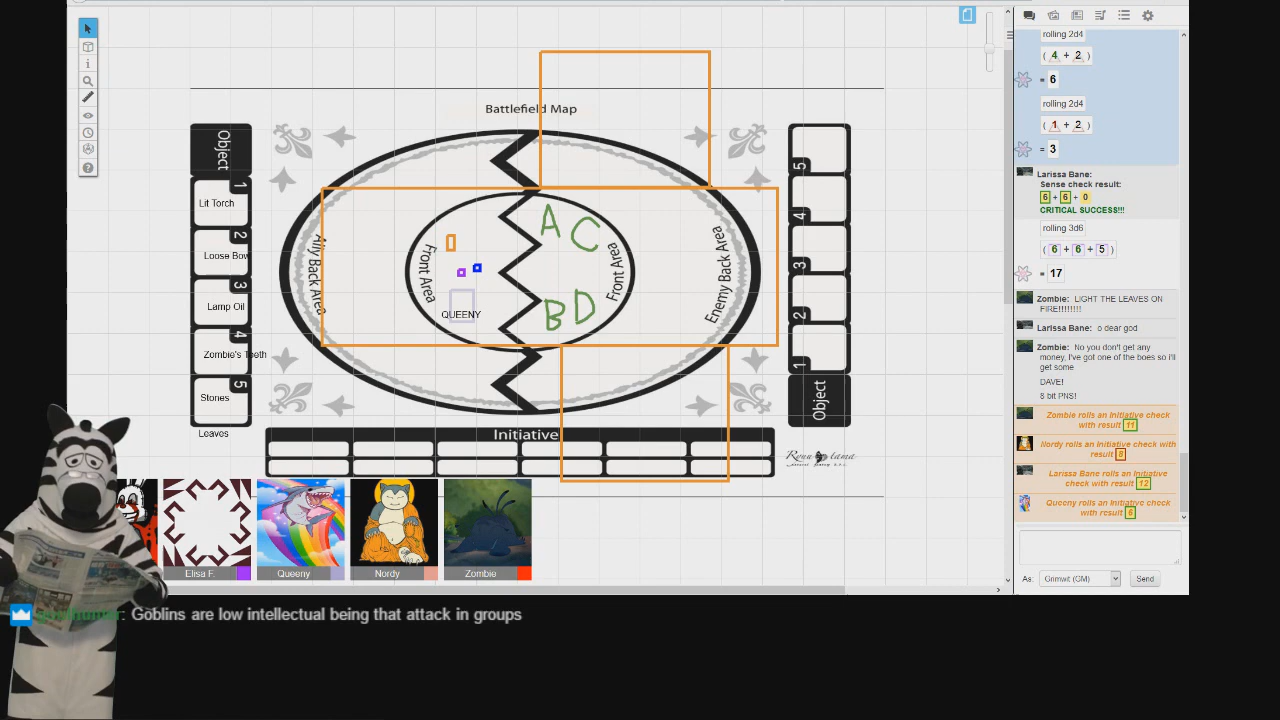 Battlefield Map
Object
1
Lit Torch
2
Loose Bow
3
Lamp Oil
4
Zombie's Teeth
5
Stones
Leaves
Ally Back Area
Front Area
QUEENY
A C
B D
Front Area
Enemy Back Area
5
4
3
2
1
Object
Initiative
Elisa F.
Queeny
Nordy
Zombie
: Goblins are low intellectual being that attack in groups
rolling 2d4
( 4 + 2 )
= 6
rolling 2d4
( 1 + 2 )
= 3
Larissa Bane:
Sense check result:
6 + 6 + 0
CRITICAL SUCCESS!!!
rolling 3d6
( 6 + 6 + 5 )
= 17
Zombie: LIGHT THE LEAVES ON
FIRE!!!!!!!!!
Larissa Bane: o dear god
Zombie: No you don't get any
money, I've got one of the boes so i'll
get some
DAVE!
8 bit PNS!
Zombie rolls an Initiative check
with result 11
Nordy rolls an Initiative check with
result 8
Larissa Bane rolls an Initiative
check with result 12
Queeny rolls an Initiative check
with result 6
As: Grimwit (GM)
Send